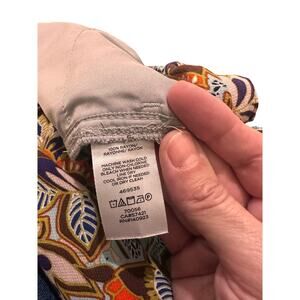 100% RAYON/
RAYONNE/ RAYON
MACHINE WASH COLD
ONLY NON-CHLORINE
BLEACH WHEN NEEDED
LINE DRY
COOL IRON IF NEEDED
OR DRY CLEAN
469535
70056
CA#57421
RN#140923